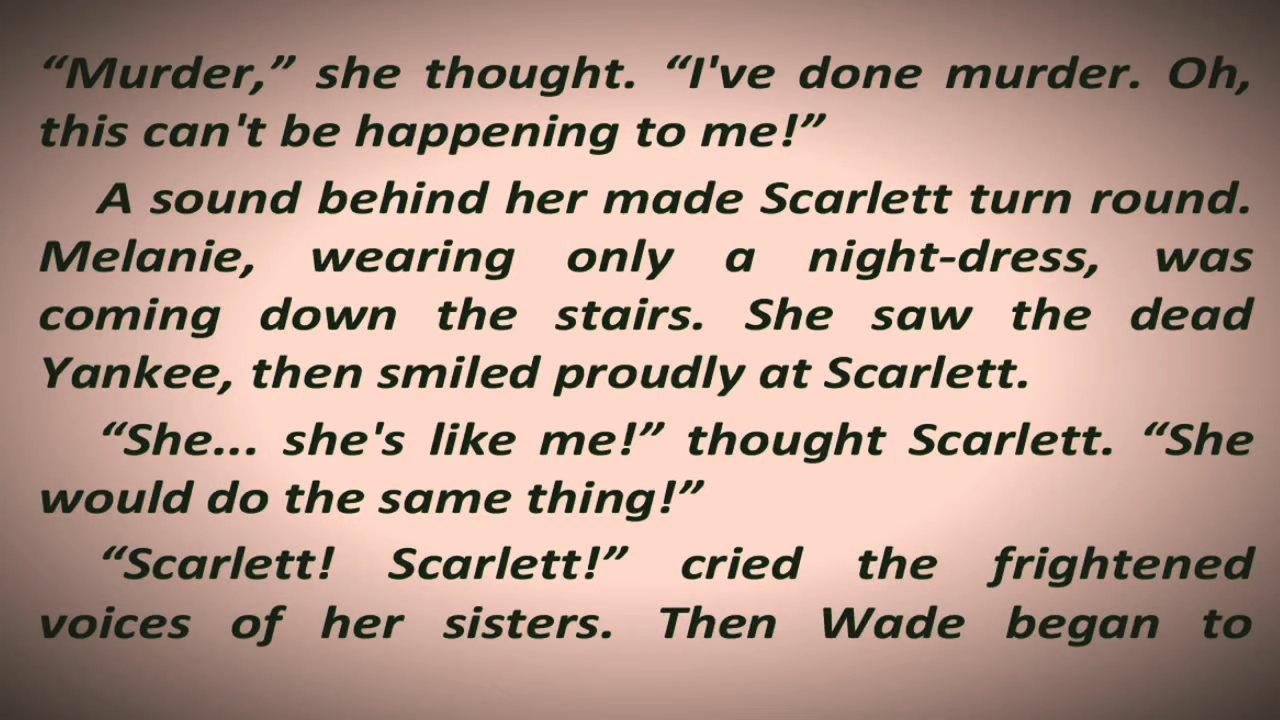 “Murder,” she thought. “I've done murder. Oh,
this can't be happening to me!”
A sound behind her made Scarlett turn round.
Melanie, wearing only a night-dress, was
coming down the stairs. She saw the dead
Yankee, then smiled proudly at Scarlett.
“She... she's like me!” thought Scarlett. “She
would do the same thing!”
“Scarlett! Scarlett!” cried the frightened
voices of her sisters. Then Wade began to